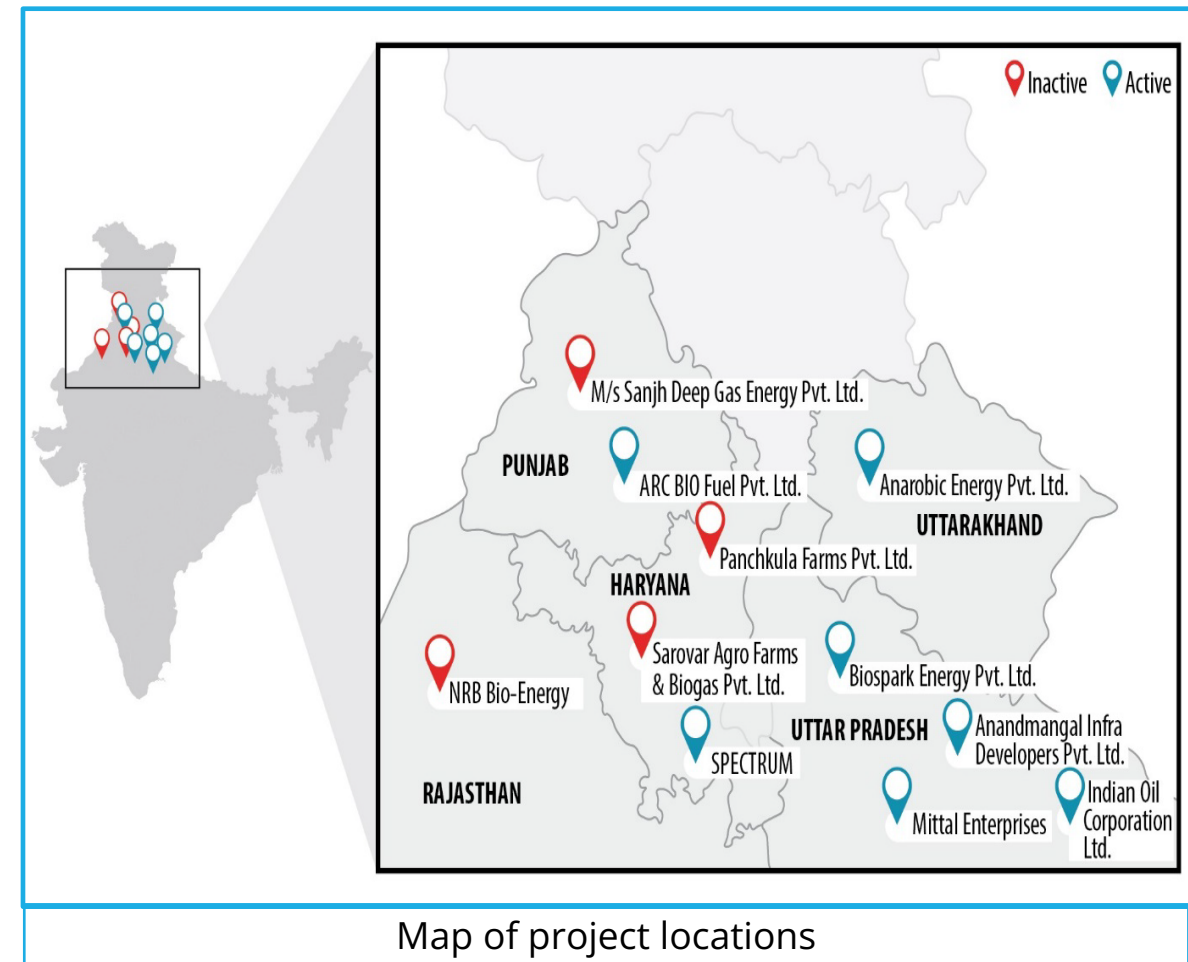 Inactive
Active
M/s Sanjh Deep Gas Energy Pvt. Ltd.
PUNJAB
ARC BIO Fuel Pvt. Ltd.
Anarobic Energy Pvt. Ltd.
UTTARAKHAND
Panchkula Farms Pvt. Ltd.
HARYANA
Sarovar Agro Farms
& Biogas Pvt. Ltd.
NRB Bio-Energy
Biospark Energy Pvt. Ltd.
UTTAR PRADESH
Anandmangal Infra
Developers Pvt. Ltd.
SPECTRUM
RAJASTHAN
Mittal Enterprises
Indian Oil
Corporation
Ltd.
Map of project locations